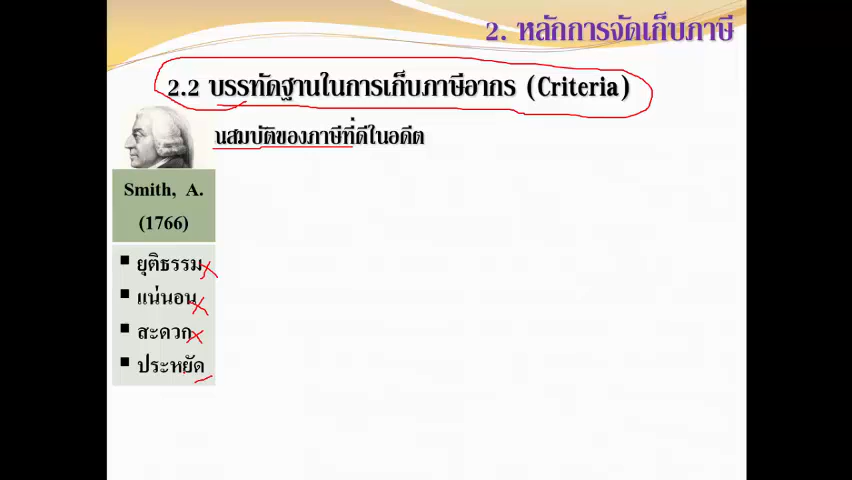 2. หลักการจัดเก็บภาษี
2.2 บรรทัดฐานในการเก็บภาษีอากร (Criteria)
ณสมบัติของภาษีที่ดีในอดีต
Smith, A.
(1766)
▪ ยุติธรรม
▪ แน่นอน
▪ สะดวก
▪ ประหยัด